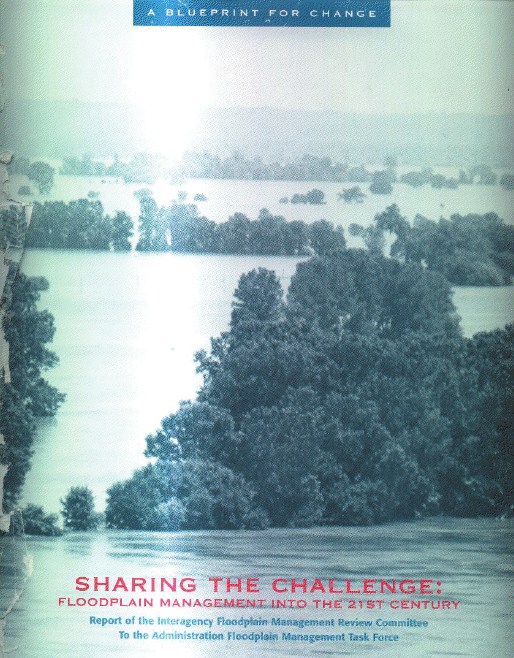 A BLUEPRINT FOR CHANGE
SHARING THE CHALLENGE:
FLOODPLAIN MANAGEMENT INTO THE 21ST CENTURY
Report of the Interagency Floodplain Management Review Committee
To the Administration Floodplain Management Task Force